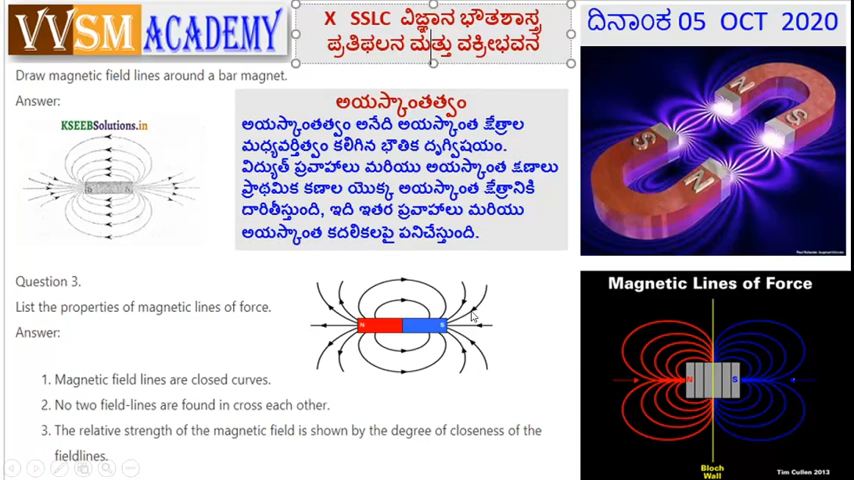 VVSM ACADEMY
X SSLC ವಿಜ್ಞಾನ ಭೌತಶಾಸ್ತ್ರ
ಪ್ರತಿಫಲನ ಮತ್ತು ವಕ್ರೀಭವನ
ದಿನಾಂಕ 05 OCT 2020
Draw magnetic field lines around a bar magnet.
Answer:
KSEEBSolutions.in
ಅಯಸ್ಕಾಂತತ್ವಂ
ಅಯಸ್ಕಾಂತತ್ವಂ ಅನೇದಿ ಅಯಸ್ಕಾಂತ ಕ್ಷೇತ್ರಾಲ
ಮಧ್ಯವರ್ತಿತ್ವಂ ಕಲಿಗಿನ ಭೌತಿಕ ದೃಗ್ವಿಷಯಂ.
ವಿದ್ಯುತ್ ಪ್ರವಾಹಾಲು ಮರಿಯು ಅಯಸ್ಕಾಂತ ಕ್ಷಣಾಲು
ಪ್ರಾಥಮಿಕ ಕಣಾಲ ಯೊಕ್ಕ ಅಯಸ್ಕಾಂತ ಕ್ಷೇತ್ರಾನಿಕಿ
ದಾರಿತೀಸ್ತುಂದಿ, ಇದಿ ಇತರ ಪ್ರವಾಹಾಲು ಮರಿಯು
ಅಯಸ್ಕಾಂತ ಕದಲಿಕಲಪೈ ಪನಿಚೇಸ್ತುಂದಿ.
N
S
S
N
Question 3.
List the properties of magnetic lines of force.
Answer:
N S
1. Magnetic field lines are closed curves.
2. No two field-lines are found in cross each other.
3. The relative strength of the magnetic field is shown by the degree of closeness of the
fieldlines.
Magnetic Lines of Force
N S
Bloch
Wall
Tim Cullen 2013